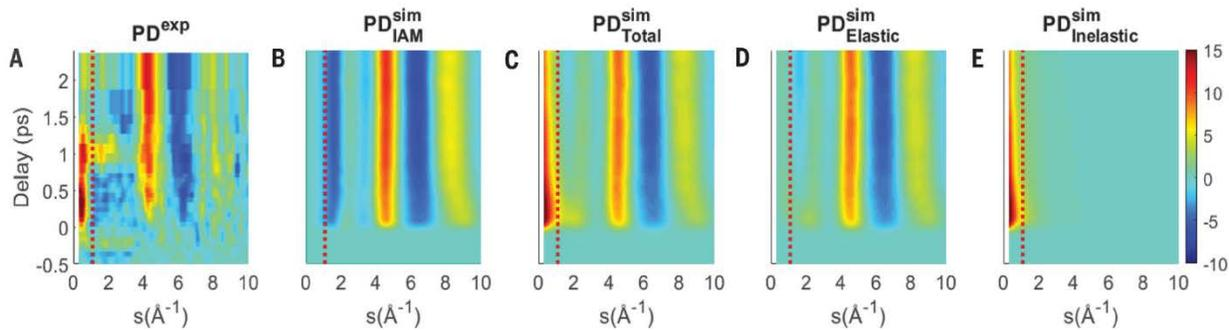 A PD^exp
B PD^sim_IAM
C PD^sim_Total
D PD^sim_Elastic
E PD^sim_Inelastic
Delay (ps)
2
1.5
1
0.5
0
-0.5
0 2 4 6 8 10
s(Å⁻¹)
0 2 4 6 8 10
s(Å⁻¹)
0 2 4 6 8 10
s(Å⁻¹)
0 2 4 6 8 10
s(Å⁻¹)
0 2 4 6 8 10
s(Å⁻¹)
15
10
5
0
-5
-10